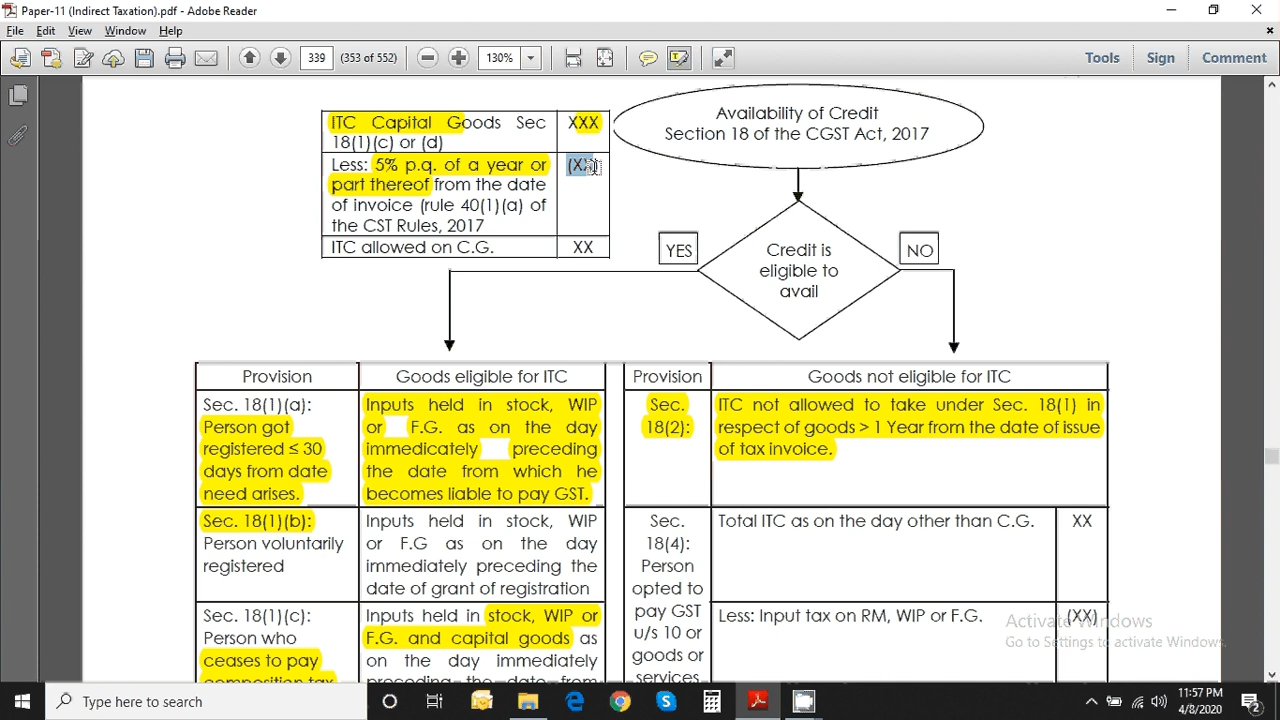 Paper-11 (Indirect Taxation).pdf - Adobe Reader
File Edit View Window Help
339 (353 of 552) 130% Tools Sign Comment
ITC Capital Goods Sec
18(1)(c) or (d)
XXX
Less: 5% p.q. of a year or
part thereof from the date
of invoice (rule 40(1)(a) of
the CST Rules, 2017
ITC allowed on C.G.
XX
Availability of Credit
Section 18 of the CGST Act, 2017
YES
Credit is
eligible to
avail
NO
Provision
Goods eligible for ITC
Sec. 18(1)(a):
Person got
registered ≤ 30
days from date
need arises.
Inputs held in stock, WIP
or F.G. as on the day
immedicately preceding
the date from which he
becomes liable to pay GST.
Sec. 18(1)(b):
Person voluntarily
registered
Inputs held in stock, WIP
or F.G as on the day
immediately preceding the
date of grant of registration
Sec. 18(1)(c):
Person who
ceases to pay
composition tax
Inputs held in stock, WIP or
F.G. and capital goods as
on the day immediately
preceding the date from
Provision
Goods not eligible for ITC
Sec.
18(2):
ITC not allowed to take under Sec. 18(1) in
respect of goods > 1 Year from the date of issue
of tax invoice.
Sec.
18(4):
Person
opted to
pay GST
u/s 10 or
goods or
services
Total ITC as on the day other than C.G.
XX
Less: Input tax on RM, WIP or F.G.
(XX)
Activate Windows
Go to Settings to activate Windows.
Type here to search
11:57 PM
4/8/2020
2